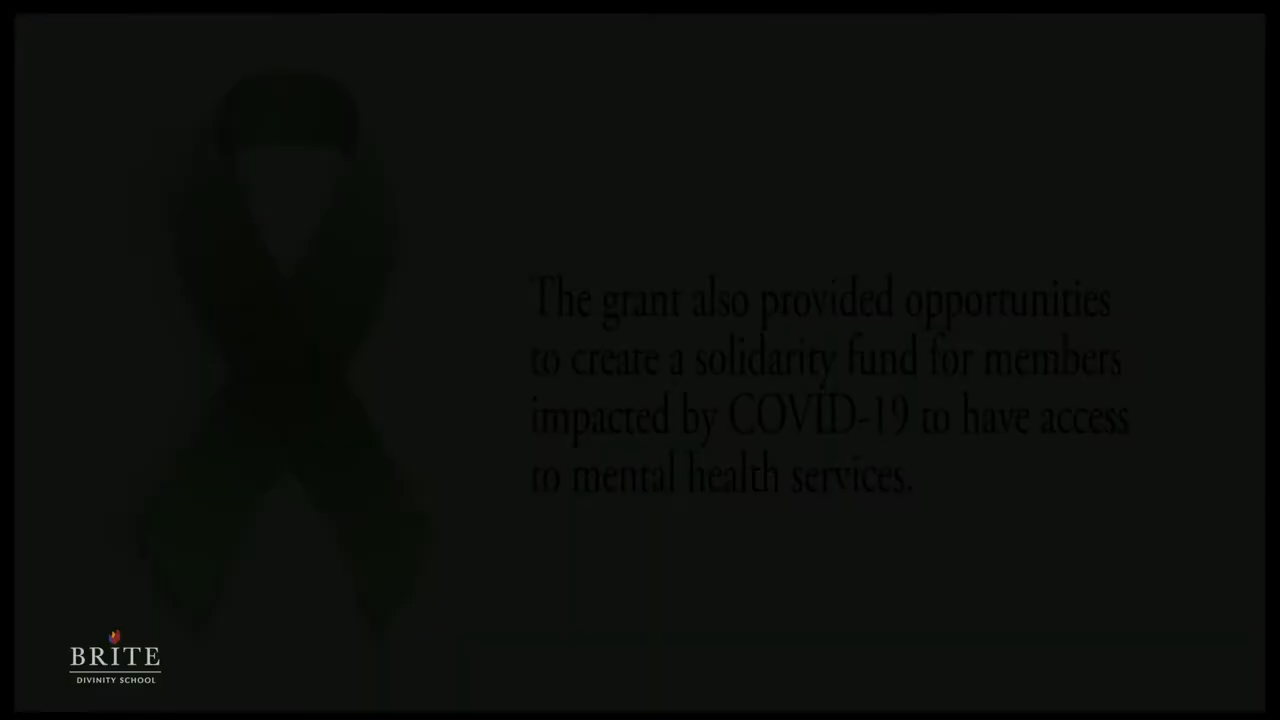 The grant also provided opportunities
to create a solidarity fund for members
impacted by COVID-19 to have access
to mental health services.
BRITE
DIVINITY SCHOOL